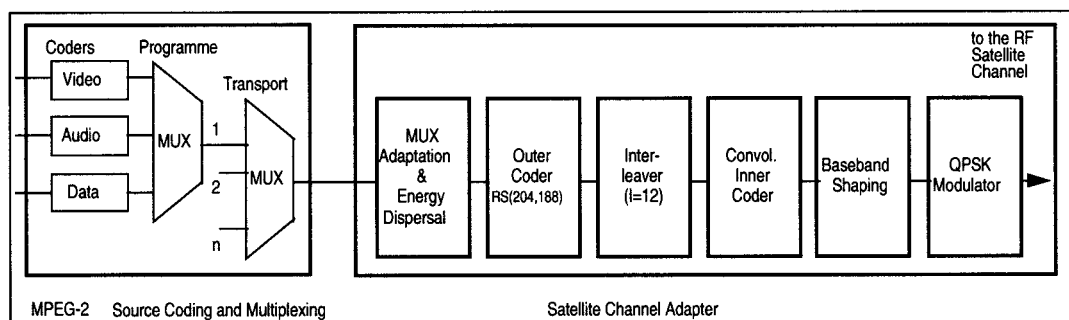 Coders
Programme
Video
Audio
Data
MUX
Transport
1
2
n
MUX
to the RF
Satellite
Channel
MUX
Adaptation
&
Energy
Dispersal
Outer
Coder
RS(204,188)
Inter-
leaver
(I=12)
Convol.
Inner
Coder
Baseband
Shaping
QPSK
Modulator
MPEG-2 Source Coding and Multiplexing
Satellite Channel Adapter